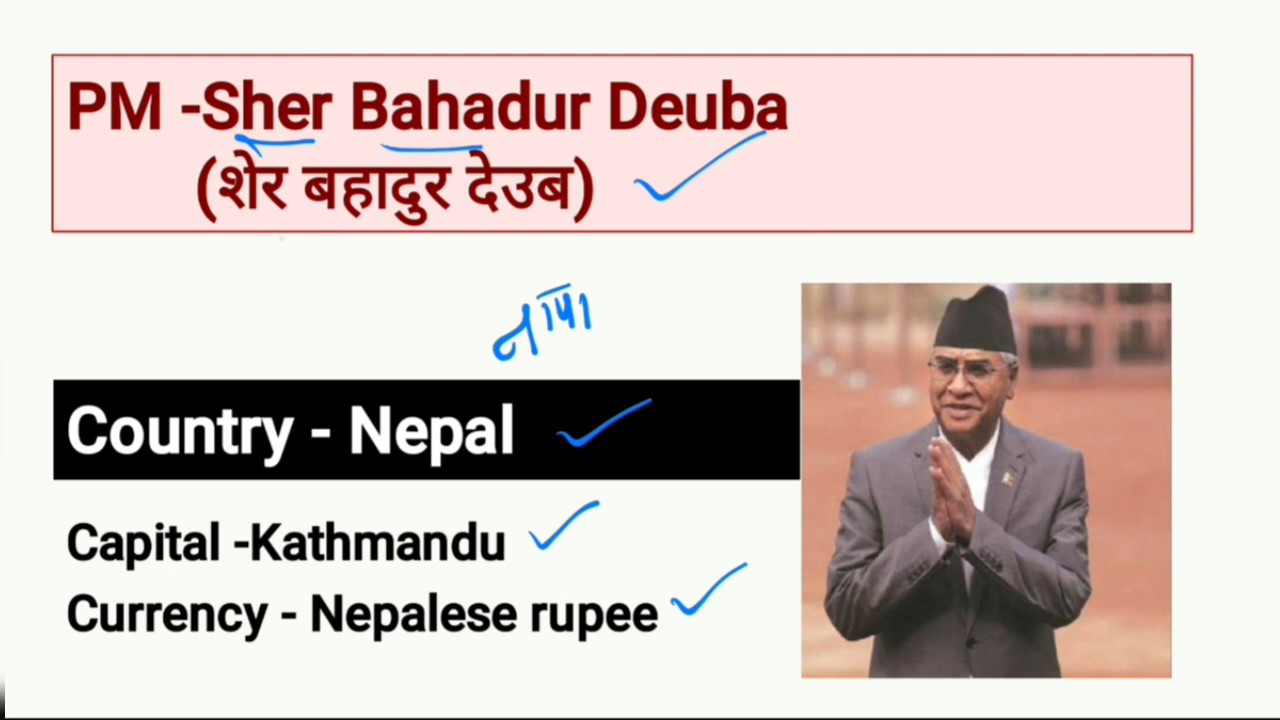 PM -Sher Bahadur Deuba
(शेर बहादुर देउब)
Country - Nepal
Capital -Kathmandu
Currency - Nepalese rupee